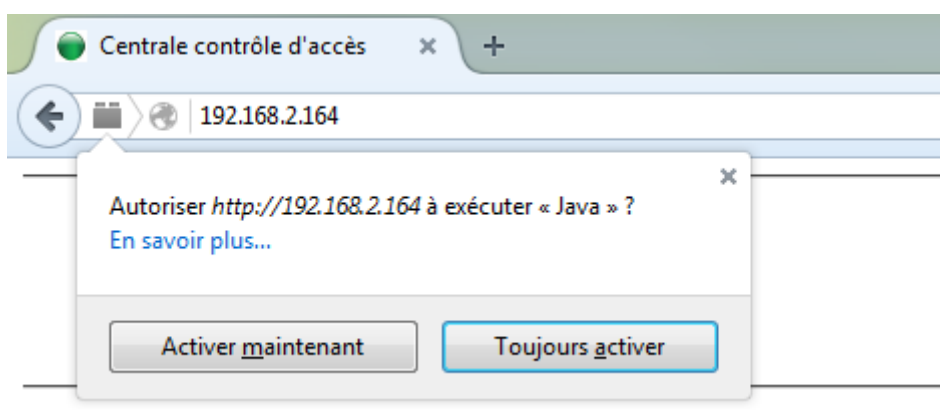 Centrale contrôle d'accès
192.168.2.164
Autoriser http://192.168.2.164 à exécuter « Java » ?
En savoir plus...
Activer maintenant
Toujours activer